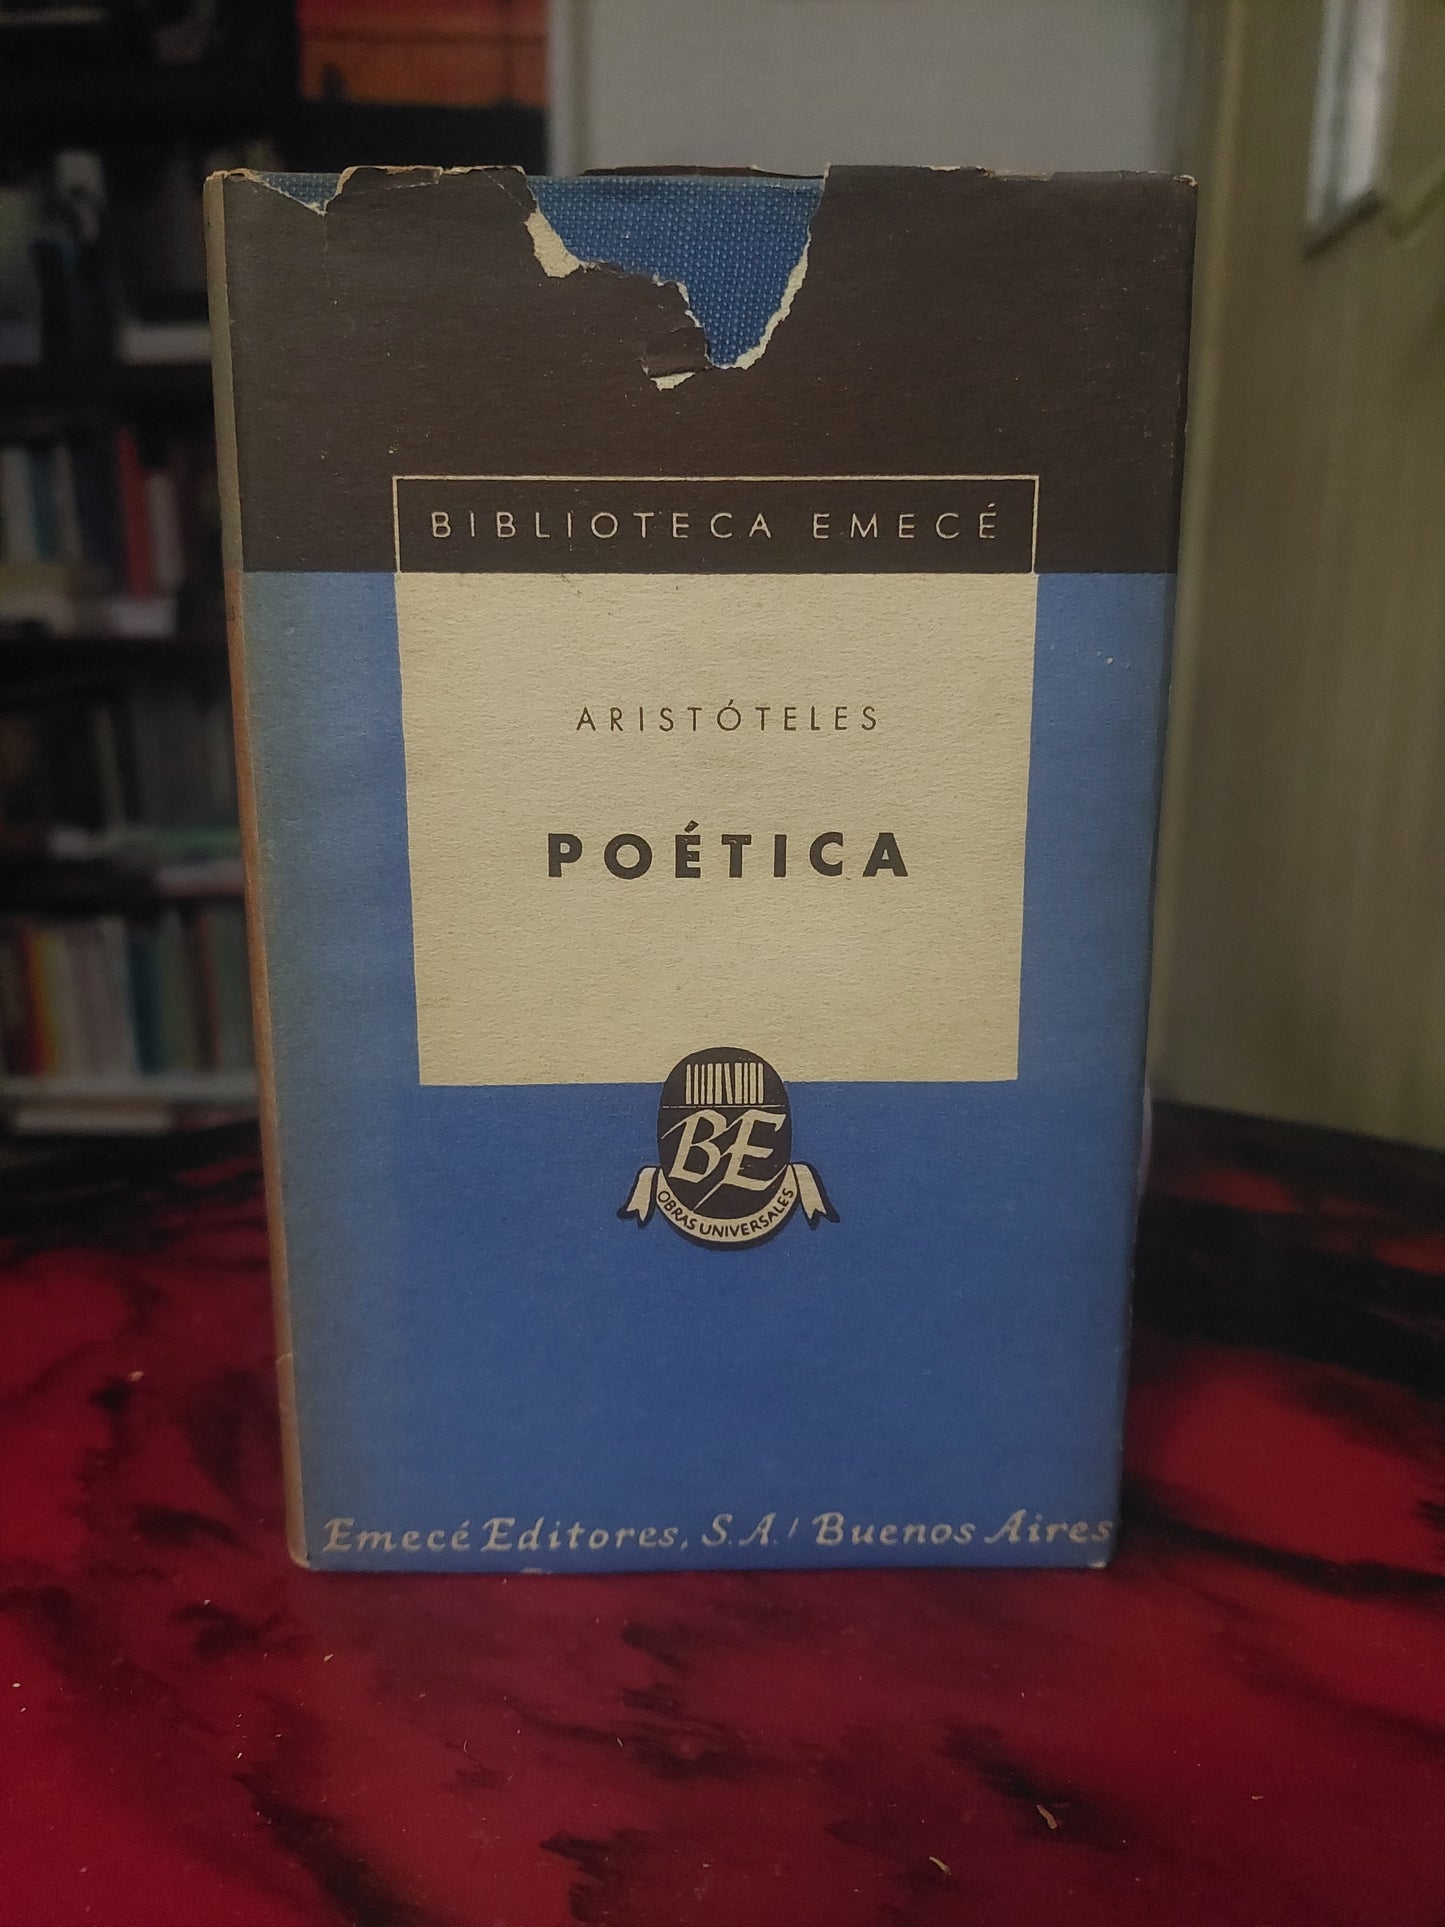 BIBLIOTECA EMECÉ
ARISTÓTELES
POÉTICA
BE
OBRAS UNIVERSALES
Emecé Editores, S.A. / Buenos Aires